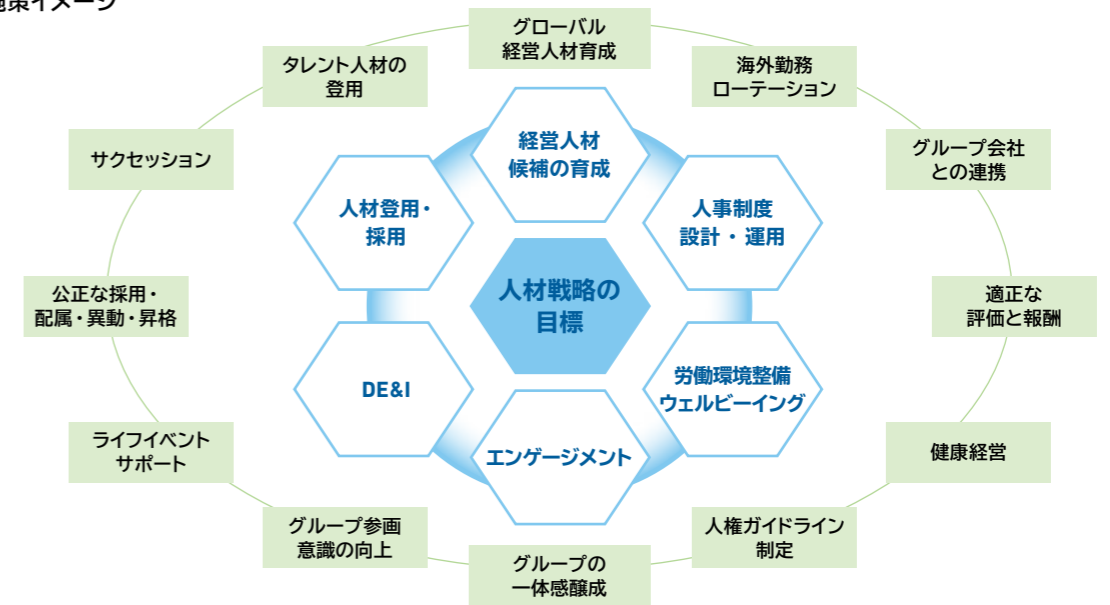 施策イメージ
グローバル
経営人材育成
タレント人材の
登用
海外勤務
ローテーション
サクセッション
グループ会社
との連携
経営人材
候補の育成
人材登用・
採用
人事制度
設計・運用
人材戦略の
目標
公正な採用・
配属・異動・昇格
適正な
評価と報酬
DE&I
労働環境整備
ウェルビーイング
エンゲージメント
ライフイベント
サポート
健康経営
グループ参画
意識の向上
人権ガイドライン
制定
グループの
一体感醸成